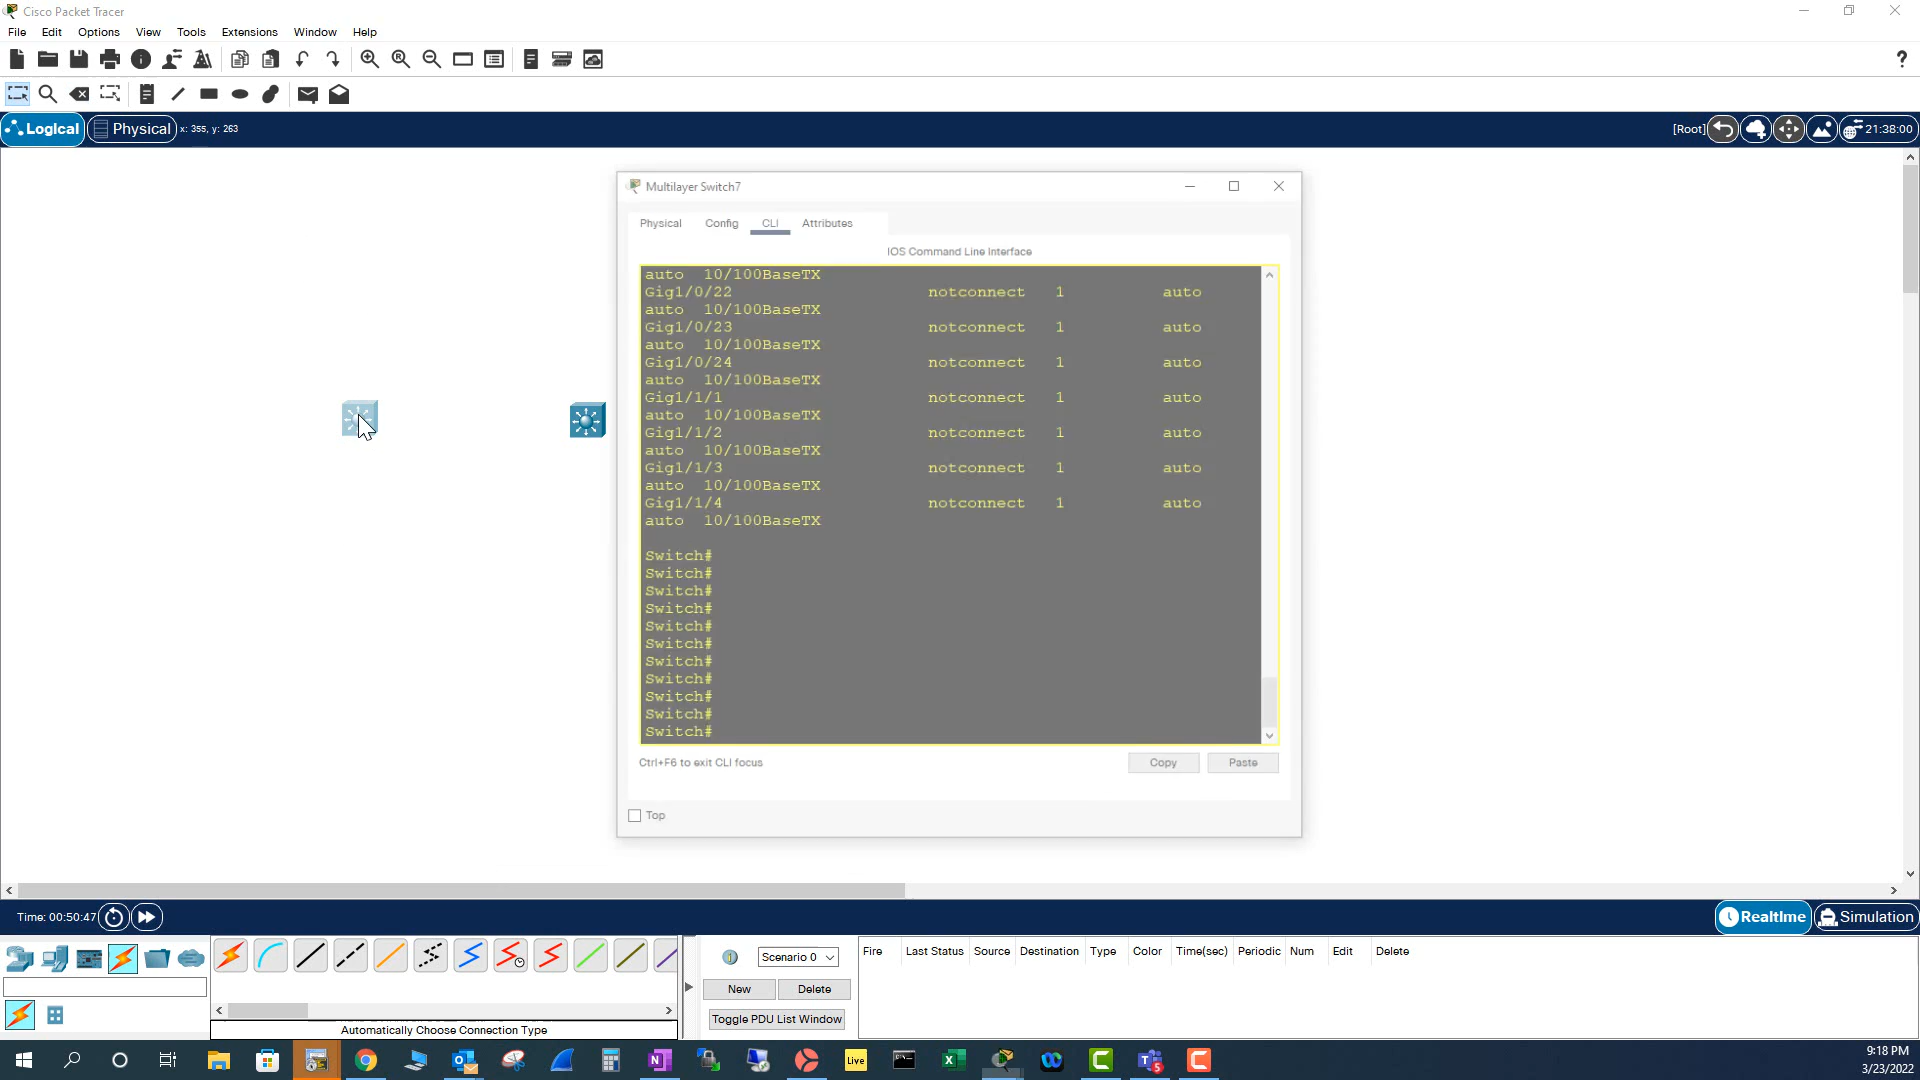 Cisco Packet Tracer
File Edit Options View Tools Extensions Window Help
?
Logical Physical x: 355, y: 263
[Root] 21:38:00
Multilayer Switch7
Physical Config CLI Attributes
IOS Command Line Interface
auto 10/100BaseTX
Gig1/0/22 notconnect 1 auto
auto 10/100BaseTX
Gig1/0/23 notconnect 1 auto
auto 10/100BaseTX
Gig1/0/24 notconnect 1 auto
auto 10/100BaseTX
Gig1/1/1 notconnect 1 auto
auto 10/100BaseTX
Gig1/1/2 notconnect 1 auto
auto 10/100BaseTX
Gig1/1/3 notconnect 1 auto
auto 10/100BaseTX
Gig1/1/4 notconnect 1 auto
auto 10/100BaseTX
Switch#
Switch#
Switch#
Switch#
Switch#
Switch#
Switch#
Switch#
Switch#
Switch#
Switch#
Ctrl+F6 to exit CLI focus
Copy Paste
Top
Time: 00:50:47
Realtime Simulation
Scenario 0
New Delete
Toggle PDU List Window
Fire Last Status Source Destination Type Color Time(sec) Periodic Num Edit Delete
Automatically Choose Connection Type
Live
9:18 PM
3/23/2022